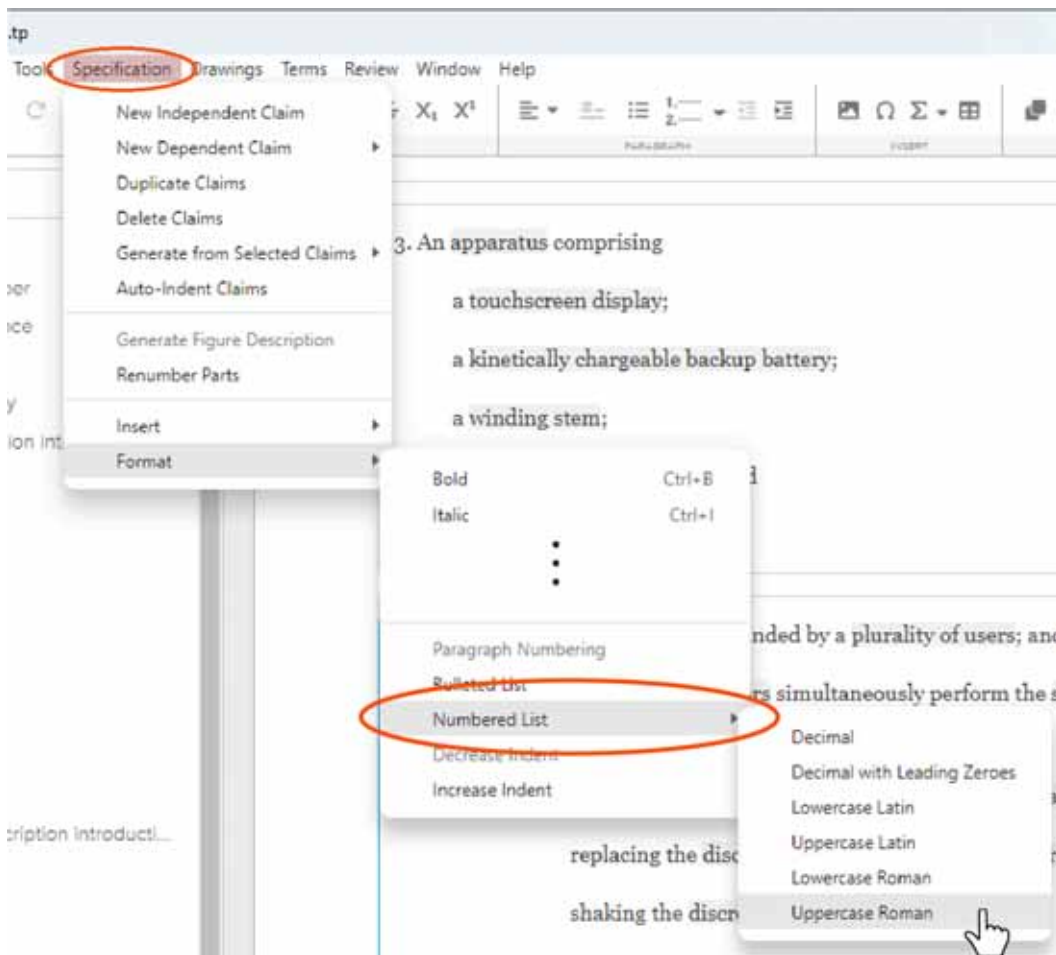 .tp
Tools Specification Drawings Terms Review Window Help
X₁ X¹
1.
2.
Ω Σ
PARAGRAPH INSERT
New Independent Claim
New Dependent Claim
Duplicate Claims
Delete Claims
Generate from Selected Claims
Auto-Indent Claims
Generate Figure Description
Renumber Parts
Insert
Format
3. An apparatus comprising
a touchscreen display;
a kinetically chargeable backup battery;
a winding stem;
Bold Ctrl+B
Italic Ctrl+I
Paragraph Numbering
Bulleted List
Numbered List
Decrease Indent
Increase Indent
nded by a plurality of users; and
rs simultaneously perform the s
Decimal
Decimal with Leading Zeroes
Lowercase Latin
Uppercase Latin
Lowercase Roman
Uppercase Roman
cription introducti...
replacing the disc
shaking the discr